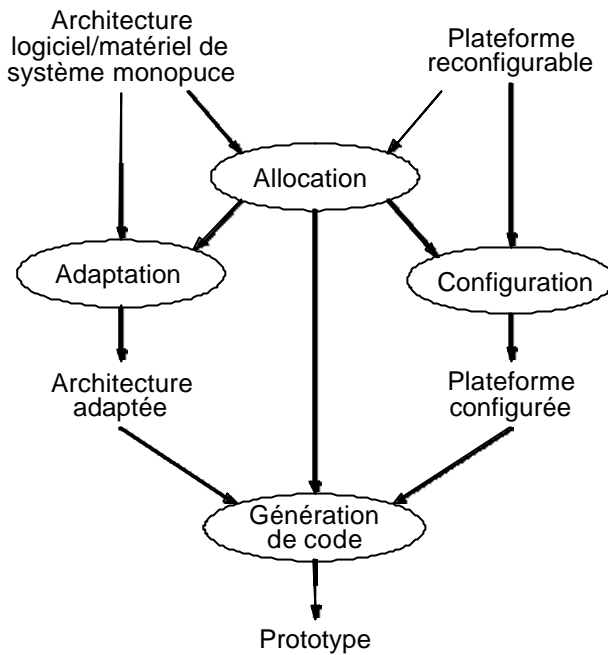 Architecture
logiciel/matériel de
système monopuce
Plateforme
reconfigurable
Allocation
Adaptation
Configuration
Architecture
adaptée
Plateforme
configurée
Génération
de code
Prototype